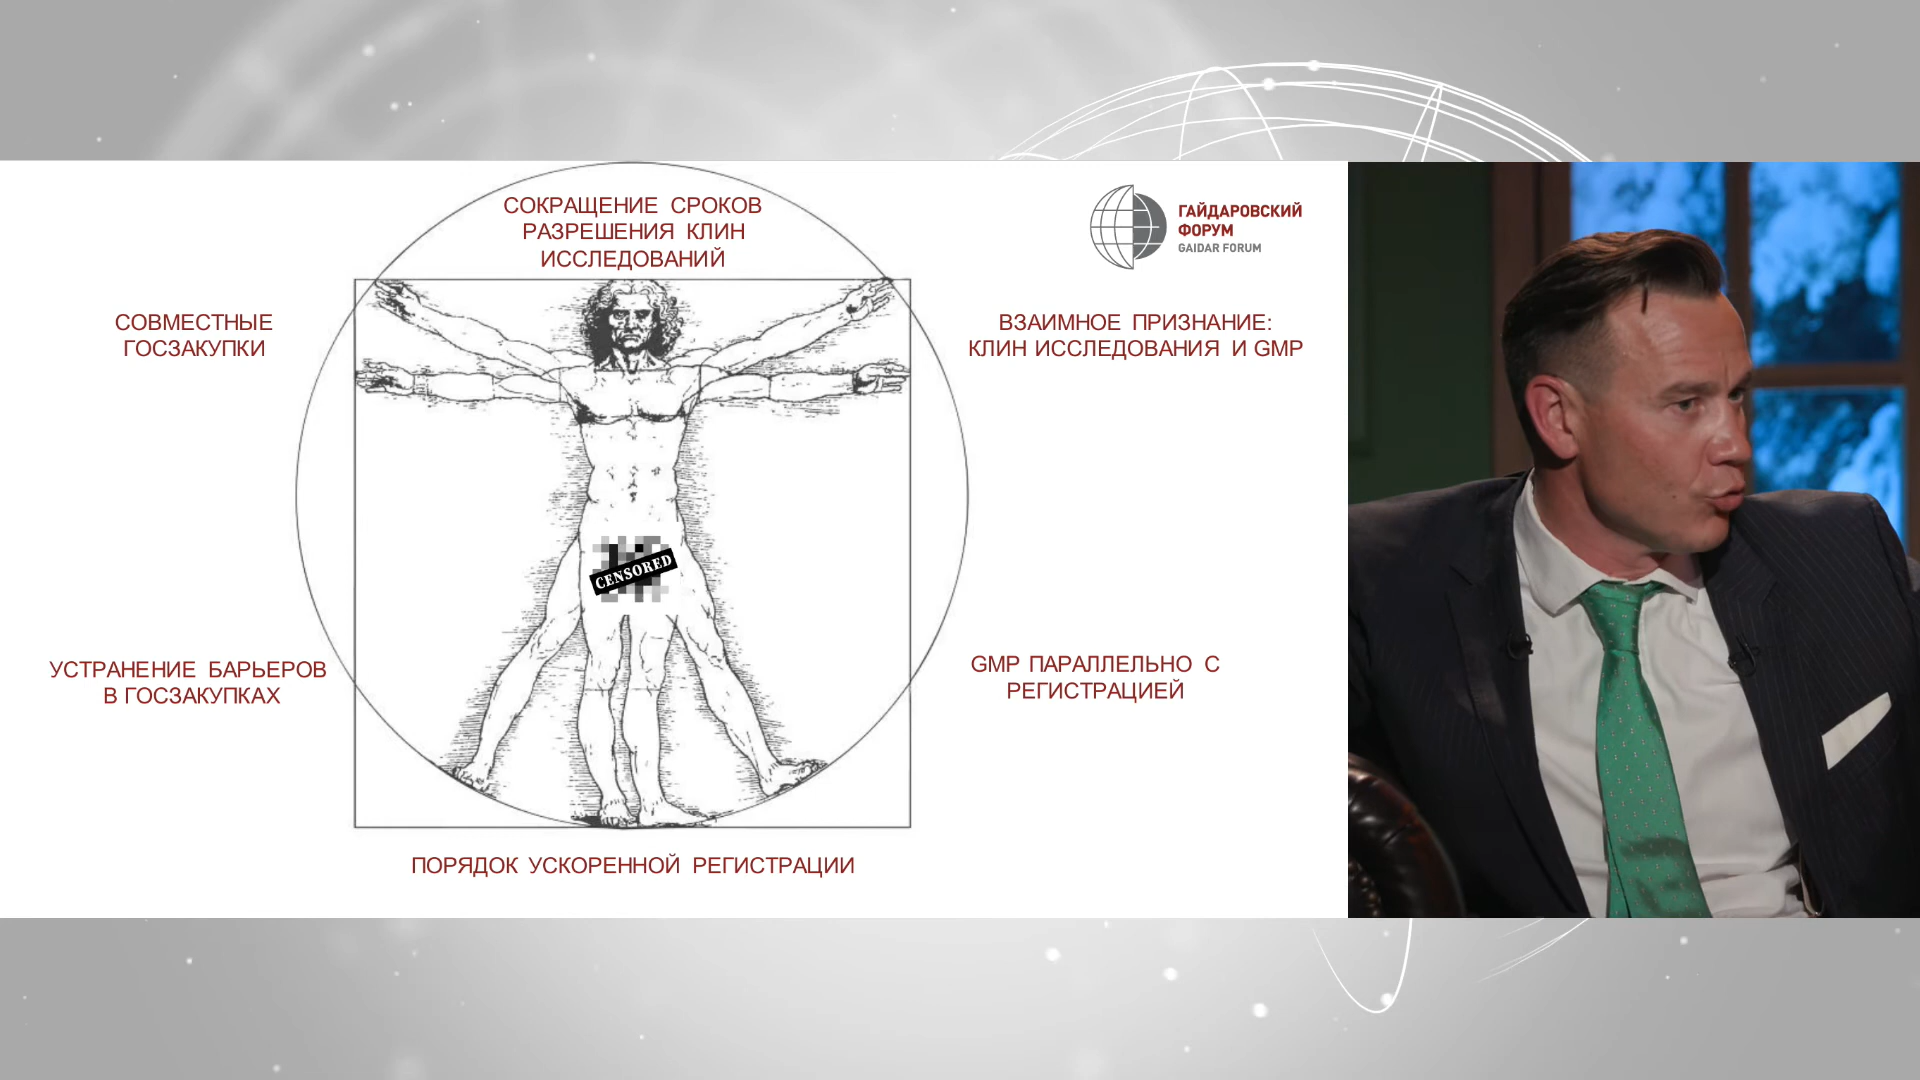 СОКРАЩЕНИЕ СРОКОВ
РАЗРЕШЕНИЯ КЛИН
ИССЛЕДОВАНИЙ
ГАЙДАРОВСКИЙ
ФОРУМ
GAIDAR FORUM
СОВМЕСТНЫЕ
ГОСЗАКУПКИ
ВЗАИМНОЕ ПРИЗНАНИЕ:
КЛИН ИССЛЕДОВАНИЯ И GMP
CENSORED
УСТРАНЕНИЕ БАРЬЕРОВ
В ГОСЗАКУПКАХ
GMP ПАРАЛЛЕЛЬНО С
РЕГИСТРАЦИЕЙ
ПОРЯДОК УСКОРЕННОЙ РЕГИСТРАЦИИ